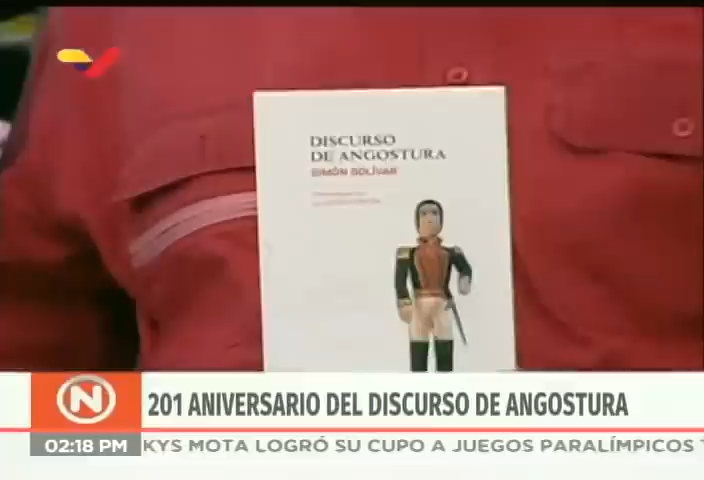 DISCURSO
DE ANGOSTURA
SIMÓN BOLÍVAR
N
201 ANIVERSARIO DEL DISCURSO DE ANGOSTURA
02:18 PM
KYS MOTA LOGRÓ SU CUPO A JUEGOS PARALÍMPICOS